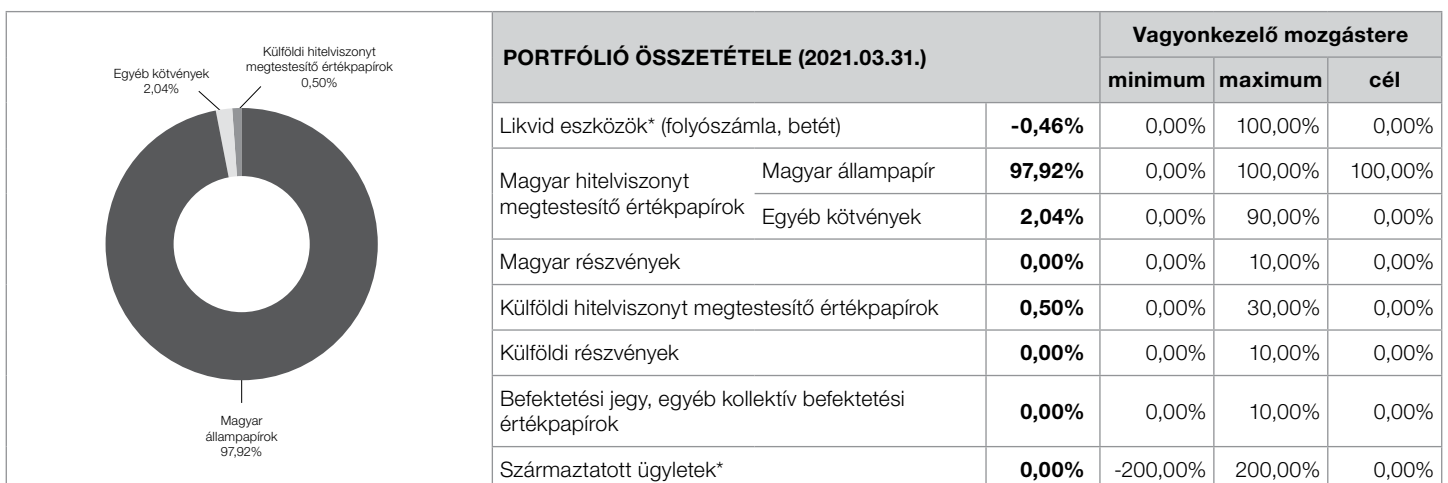 Külföldi hitelviszonyt
megtestesítő értékpapírok
0,50%
Egyéb kötvények
2,04%
Magyar
állampapírok
97,92%
PORTFÓLIÓ ÖSSZETÉTELE (2021.03.31.)
Vagyonkezelő mozgástere
minimum maximum cél
Likvid eszközök* (folyószámla, betét) -0,46% 0,00% 100,00% 0,00%
Magyar hitelviszonyt
megtestesítő értékpapírok
Magyar állampapír 97,92% 0,00% 100,00% 100,00%
Egyéb kötvények 2,04% 0,00% 90,00% 0,00%
Magyar részvények 0,00% 0,00% 10,00% 0,00%
Külföldi hitelviszonyt megtestesítő értékpapírok 0,50% 0,00% 30,00% 0,00%
Külföldi részvények 0,00% 0,00% 10,00% 0,00%
Befektetési jegy, egyéb kollektív befektetési
értékpapírok 0,00% 0,00% 10,00% 0,00%
Származtatott ügyletek* 0,00% -200,00% 200,00% 0,00%